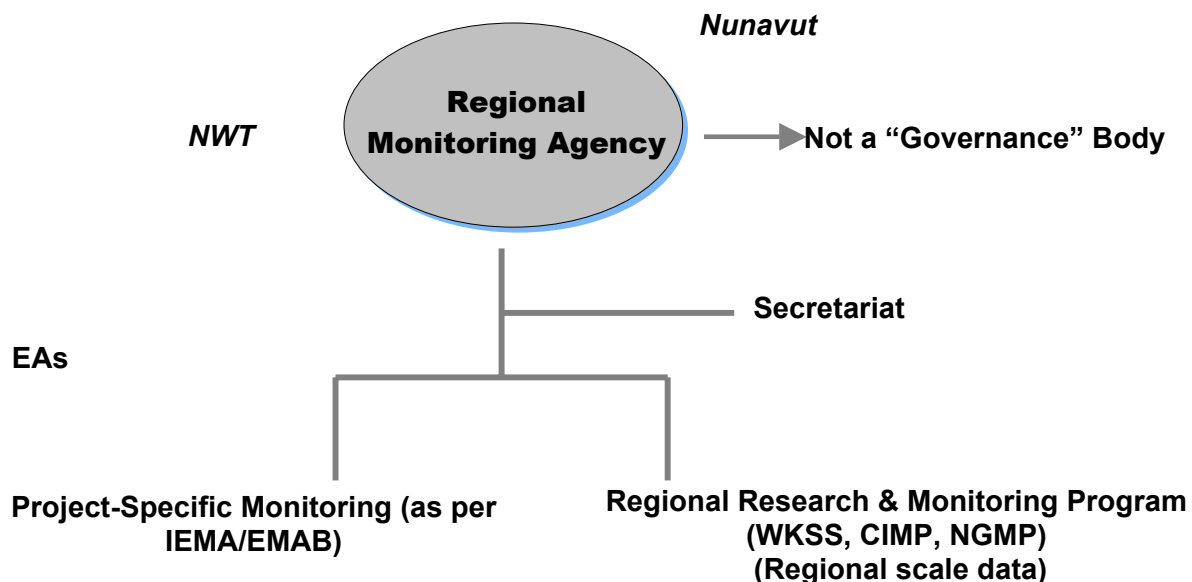 Nunavut
Regional
Monitoring Agency
NWT
Not a “Governance” Body
Secretariat
EAs
Project-Specific Monitoring (as per
IEMA/EMAB)
Regional Research & Monitoring Program
(WKSS, CIMP, NGMP)
(Regional scale data)